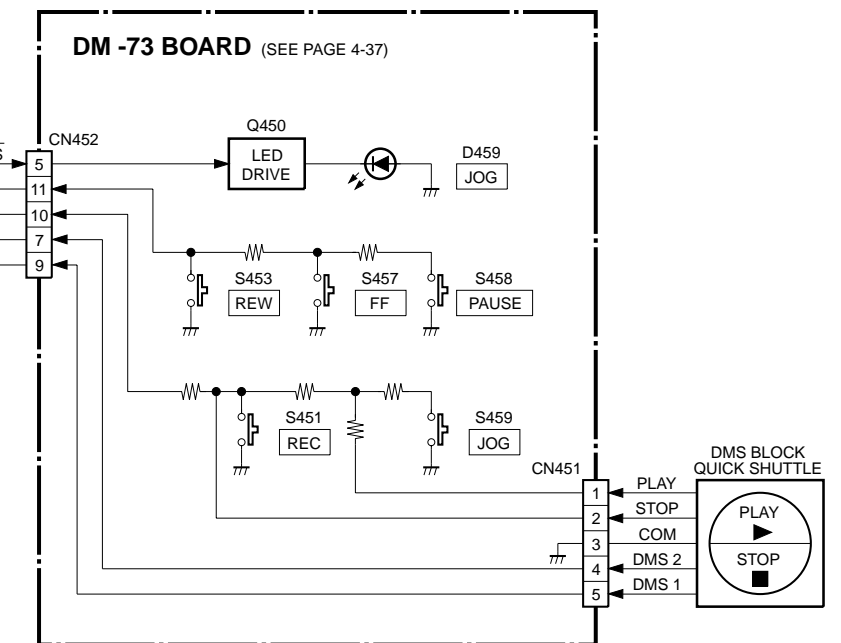 DM -73 BOARD (SEE PAGE 4-37)
CN452
S
5
11
10
7
9
Q450
LED
DRIVE
D459
JOG
S453
REW
S457
FF
S458
PAUSE
S451
REC
S459
JOG
CN451
1
2
3
4
5
PLAY
STOP
COM
DMS 2
DMS 1
DMS BLOCK
QUICK SHUTTLE
PLAY
STOP